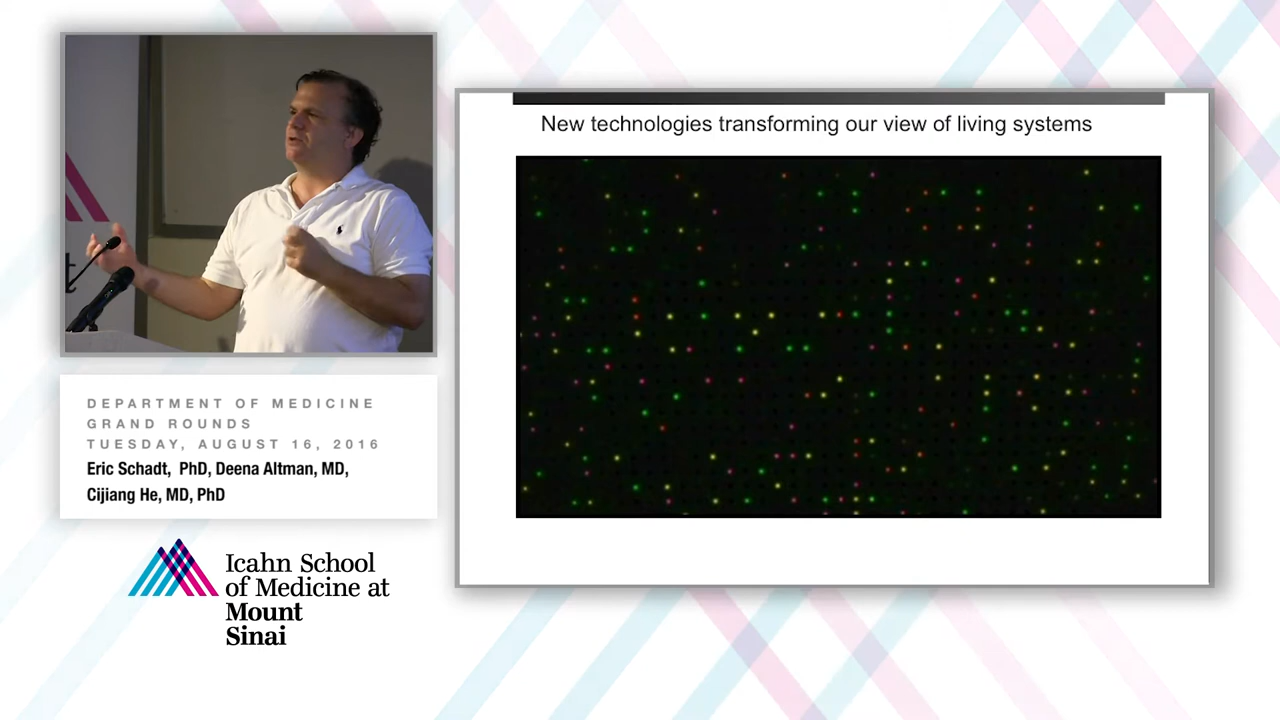 New technologies transforming our view of living systems
DEPARTMENT OF MEDICINE
GRAND ROUNDS
TUESDAY, AUGUST 16, 2016
Eric Schadt, PhD, Deena Altman, MD,
Cijiang He, MD, PhD
Icahn School
of Medicine at
Mount
Sinai